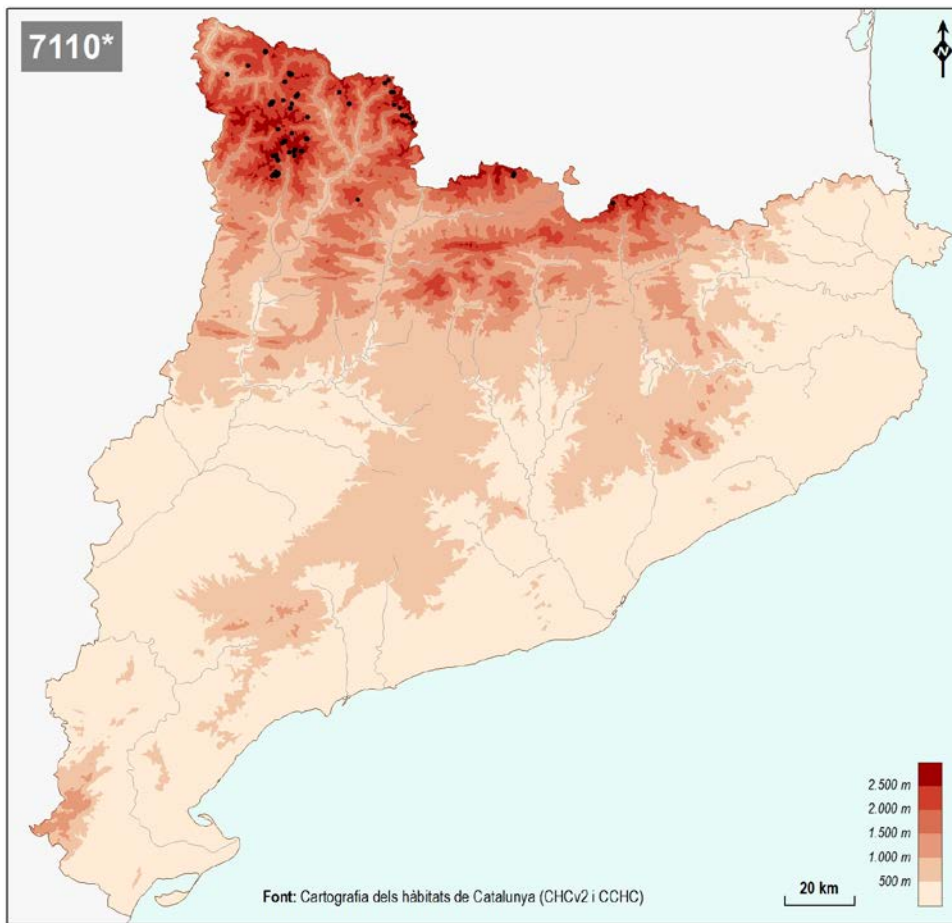 7110*
N
2.500 m
2.000 m
1.500 m
1.000 m
500 m
20 km
Font: Cartografia dels hàbitats de Catalunya (CHCv2 i CCHC)